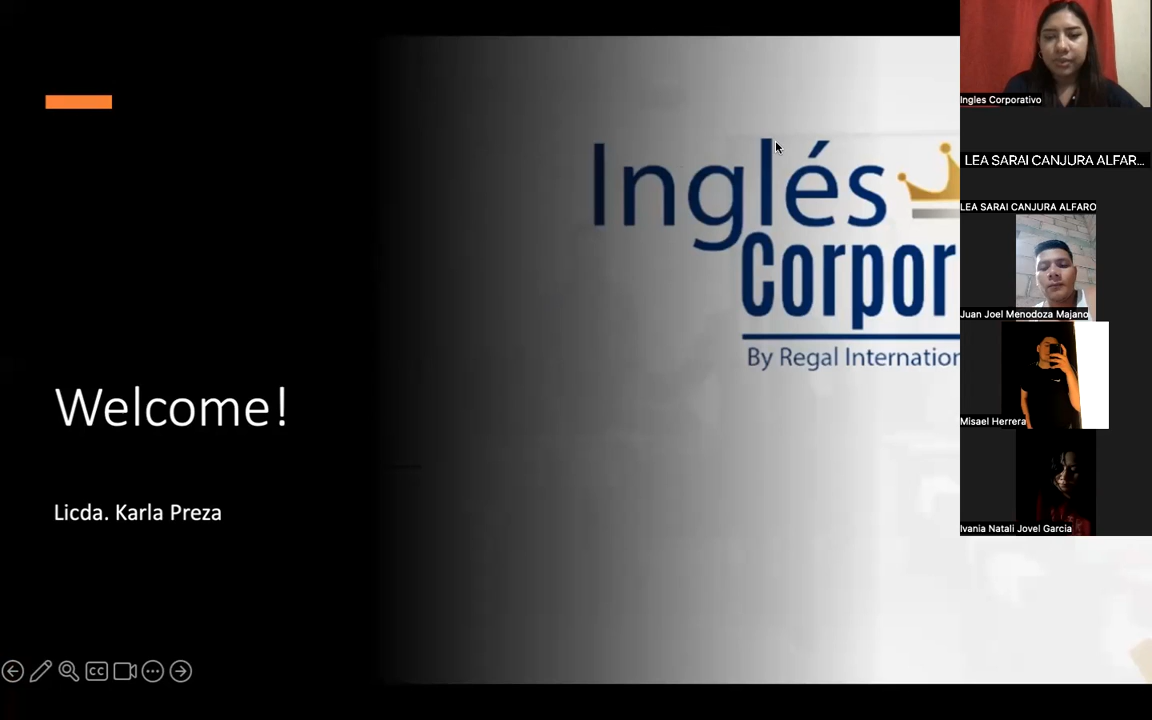 Inglés
Corpor
By Regal Internation
Welcome!
Licda. Karla Preza
CC
Ingles Corporativo
LEA SARAI CANJURA ALFAR...
LEA SARAI CANJURA ALFARO
Juan Joel Menodoza Majano
Misael Herrera
Ivania Natali Jovel Garcia